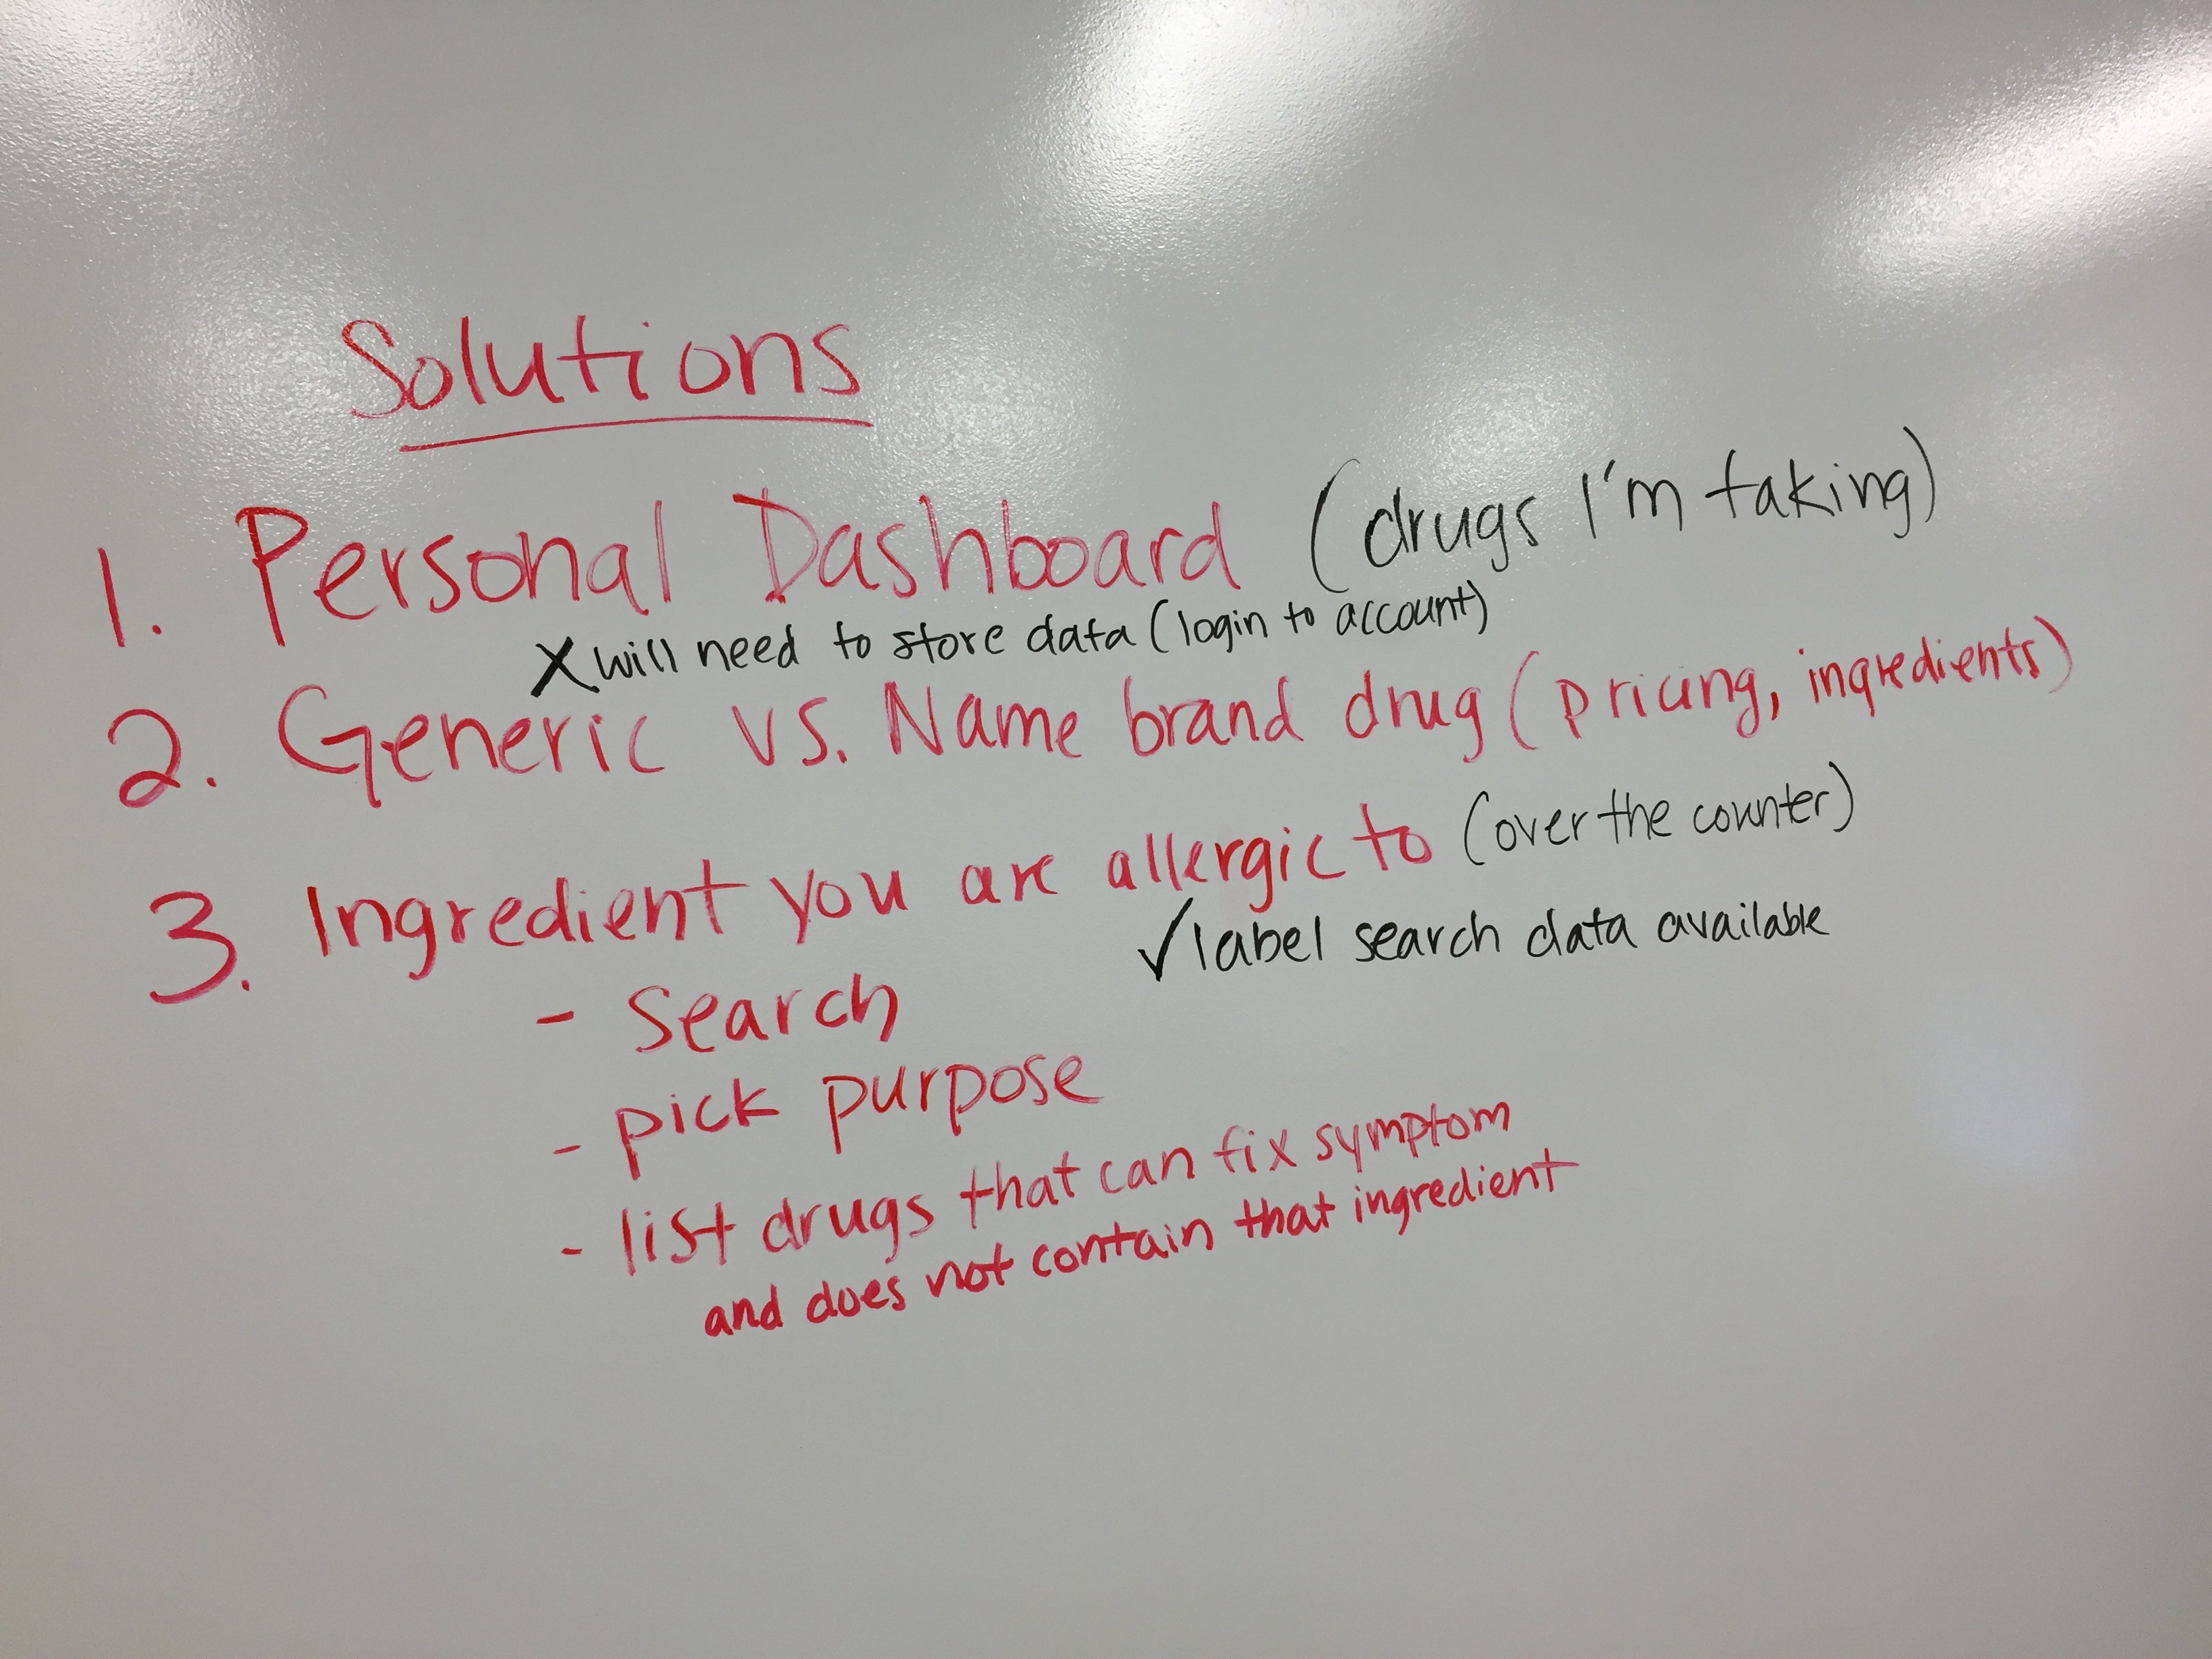 Solutions
1. Personal Dashboard (drugs I'm taking)
X will need to store data (login to account)
2. Generic vs. Name brand drug (pricing, ingredients)
3. Ingredient you are allergic to (over the counter)
✓ label search data available
- Search
- pick purpose
- list drugs that can fix symptom
and does not contain that ingredient